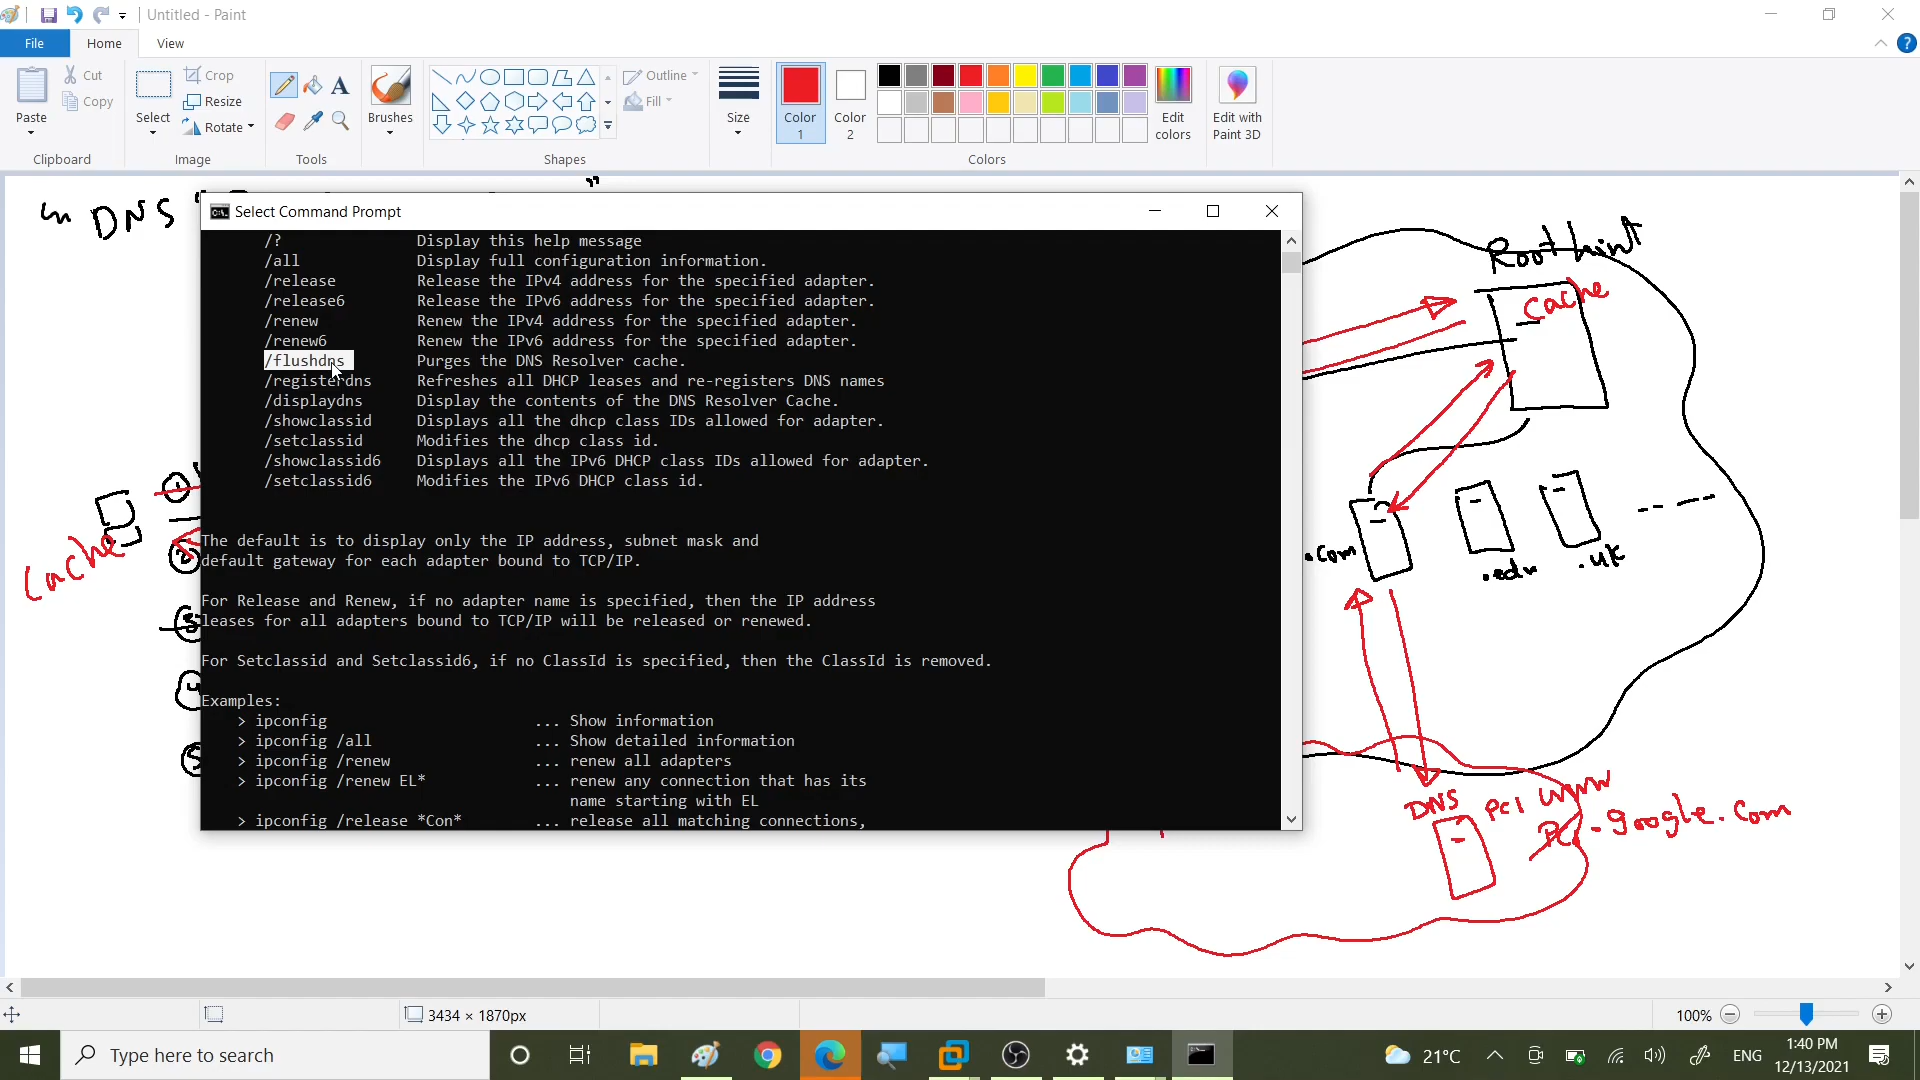 Untitled - Paint
File
Home
View
Paste
Cut
Copy
Clipboard
Select
Crop
Resize
Rotate
Image
Tools
Brushes
Shapes
Outline
Fill
Size
Color 1
Color 2
Colors
Edit colors
Edit with Paint 3D
DNS
Select Command Prompt
/? Display this help message
/all Display full configuration information.
/release Release the IPv4 address for the specified adapter.
/release6 Release the IPv6 address for the specified adapter.
/renew Renew the IPv4 address for the specified adapter.
/renew6 Renew the IPv6 address for the specified adapter.
/flushdns Purges the DNS Resolver cache.
/registerdns Refreshes all DHCP leases and re-registers DNS names
/displaydns Display the contents of the DNS Resolver Cache.
/showclassid Displays all the dhcp class IDs allowed for adapter.
/setclassid Modifies the dhcp class id.
/showclassid6 Displays all the IPv6 DHCP class IDs allowed for adapter.
/setclassid6 Modifies the IPv6 DHCP class id.
The default is to display only the IP address, subnet mask and
default gateway for each adapter bound to TCP/IP.
For Release and Renew, if no adapter name is specified, then the IP address
leases for all adapters bound to TCP/IP will be released or renewed.
For Setclassid and Setclassid6, if no ClassId is specified, then the ClassId is removed.
Examples:
> ipconfig ... Show information
> ipconfig /all ... Show detailed information
> ipconfig /renew ... renew all adapters
> ipconfig /renew EL* ... renew any connection that has its
name starting with EL
> ipconfig /release *Con* ... release all matching connections,
Root hint
Cache
.com
.edu
.uk
Cache
1
2
3
4
5
DNS
PC1 www
PC1.google.com
3434 × 1870px
100%
Type here to search
21°C
ENG
1:40 PM
12/13/2021